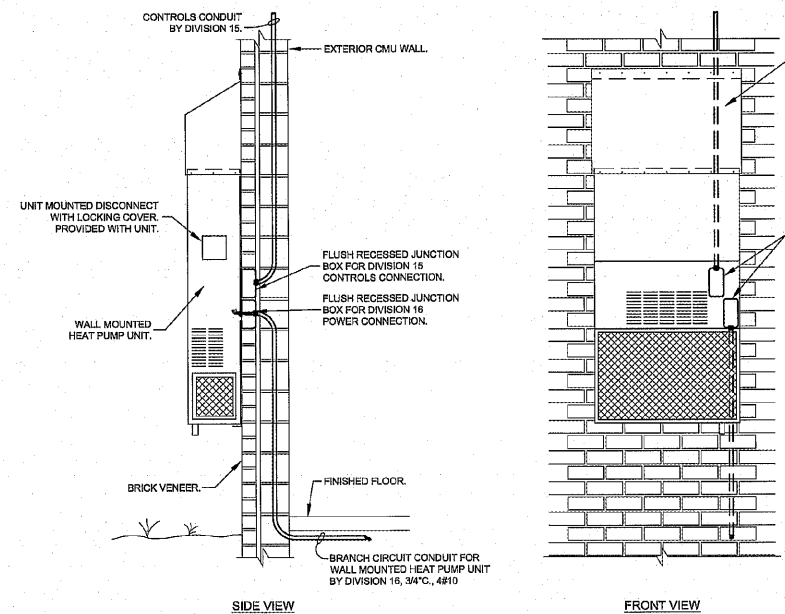 CONTROLS CONDUIT
BY DIVISION 15.
EXTERIOR CMU WALL.
UNIT MOUNTED DISCONNECT
WITH LOCKING COVER.
PROVIDED WITH UNIT.
FLUSH RECESSED JUNCTION
BOX FOR DIVISION 15
CONTROLS CONNECTION.
FLUSH RECESSED JUNCTION
BOX FOR DIVISION 16
POWER CONNECTION.
WALL MOUNTED
HEAT PUMP UNIT.
BRICK VENEER.
FINISHED FLOOR.
BRANCH CIRCUIT CONDUIT FOR
WALL MOUNTED HEAT PUMP UNIT
BY DIVISION 16, 3/4"C., 4#10
SIDE VIEW
FRONT VIEW